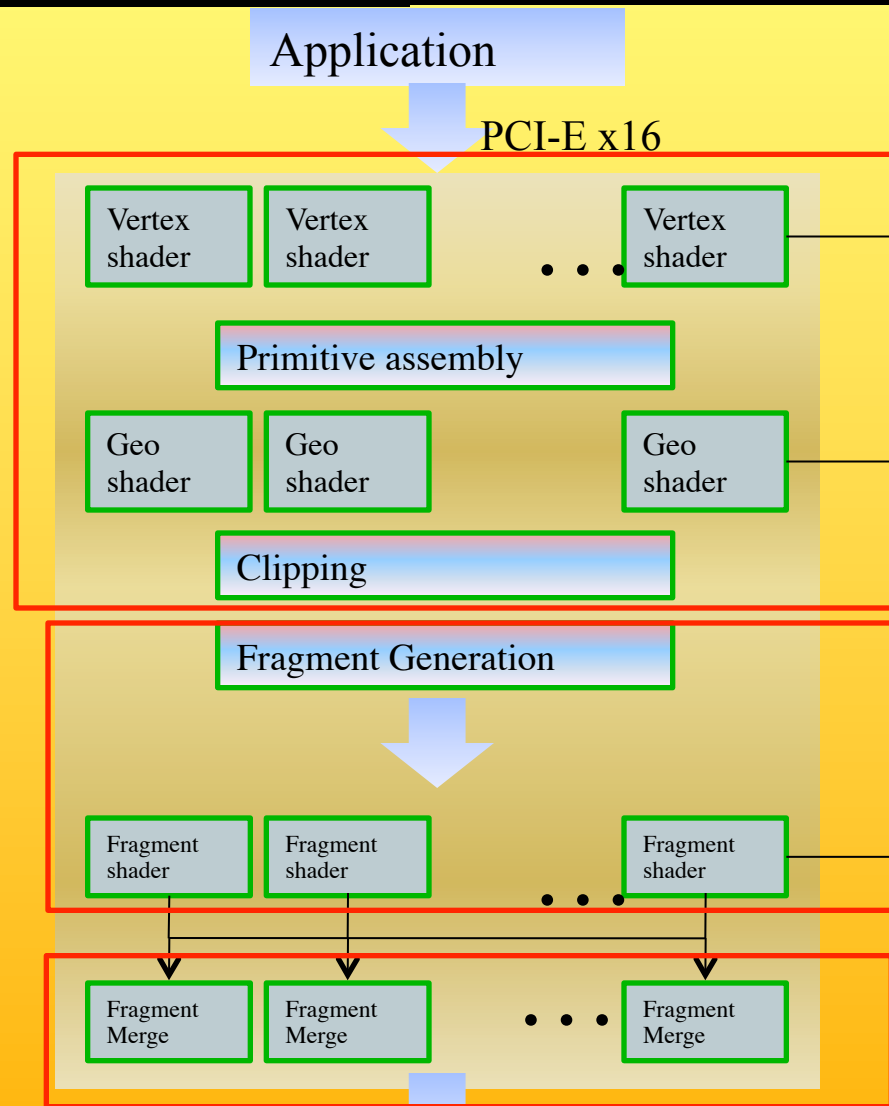 Application
PCI-E x16
Vertex
shader
Vertex
shader
. . .
Vertex
shader
Primitive assembly
Geo
shader
Geo
shader
Geo
shader
Clipping
Fragment Generation
Fragment
shader
Fragment
shader
. . .
Fragment
shader
Fragment
Merge
Fragment
Merge
. . .
Fragment
Merge